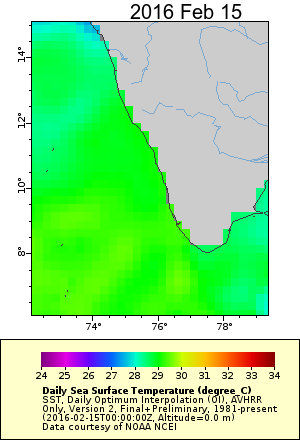 2016 Feb 15
14°
12°
10°
8°
74° 76° 78°
24 25 26 27 28 29 30 31 32 33 34
Daily Sea Surface Temperature (degree_C)
SST, Daily Optimum Interpolation (OI), AVHRR
Only, Version 2, Final+Preliminary, 1981-present
(2016-02-15T00:00:00Z, Altitude=0.0 m)
Data courtesy of NOAA NCEI